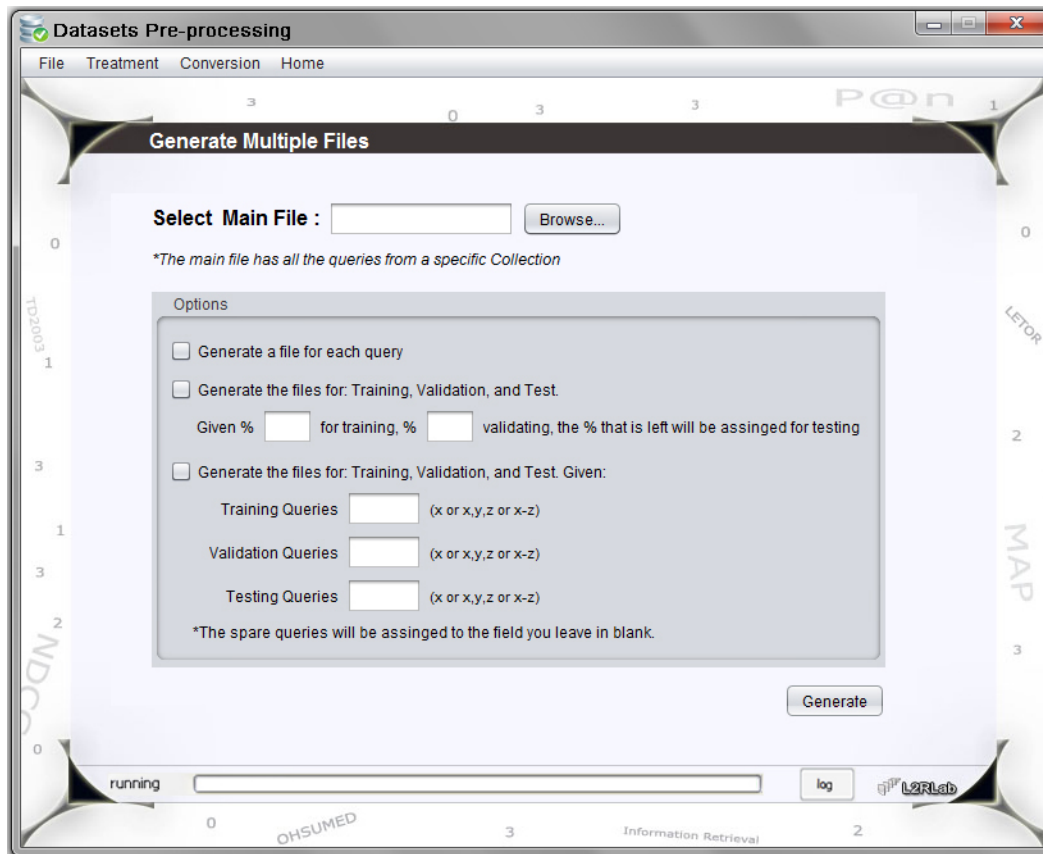 Datasets Pre-processing
File Treatment Conversion Home
3 0 3 3 P@n 1
Generate Multiple Files
Select Main File : Browse...
0 0
*The main file has all the queries from a specific Collection
TD2003
LETOR
Options
1
Generate a file for each query
Generate the files for: Training, Validation, and Test.
Given % for training, % validating, the % that is left will be assinged for testing
2
3
Generate the files for: Training, Validation, and Test. Given:
Training Queries (x or x,y,z or x-z)
1
MAP
Validation Queries (x or x,y,z or x-z)
3
Testing Queries (x or x,y,z or x-z)
2
*The spare queries will be assinged to the field you leave in blank.
3
Generate
0
running log L2RLab
0 OHSUMED 3 Information Retrieval 2